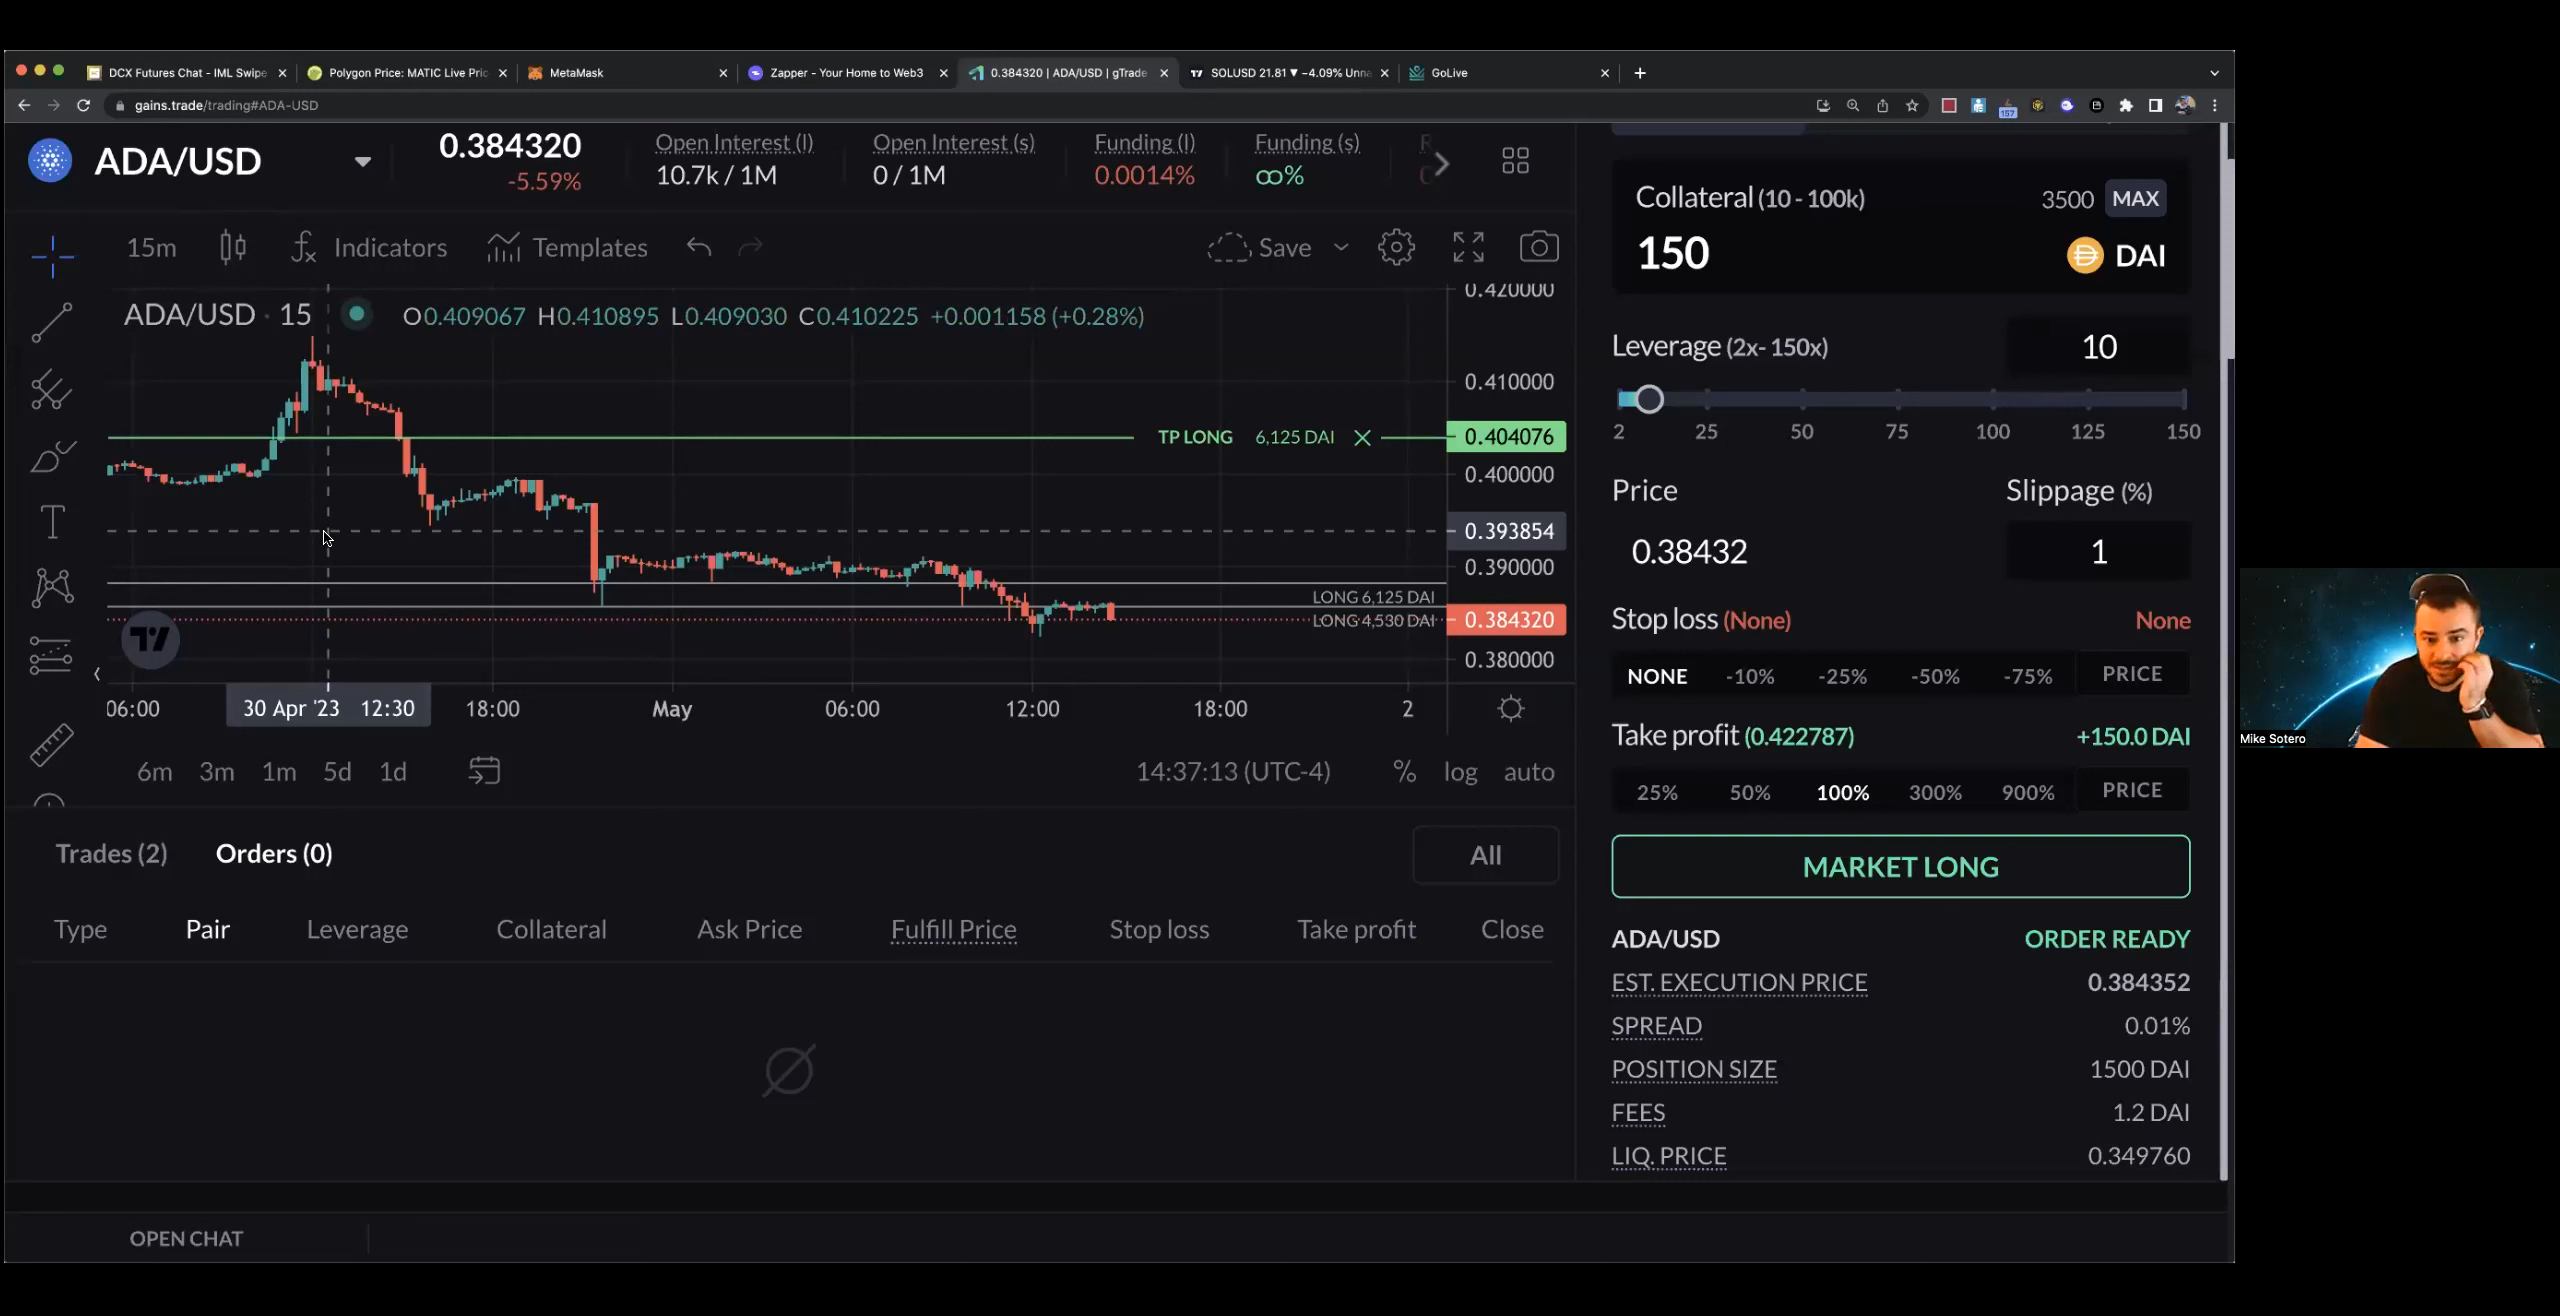 DCX Futures Chat - IML Swipe
Polygon Price: MATIC Live Pric
MetaMask
Zapper - Your Home to Web3
0.384320 | ADA/USD | gTrade
SOLUSD 21.81 ▼ -4.09% Unna
GoLive
gains.trade/trading#ADA-USD
157
ADA/USD
0.384320
-5.59%
Open Interest (l)
10.7k / 1M
Open Interest (s)
0 / 1M
Funding (l)
0.0014%
Funding (s)
∞%
15m
Indicators
Templates
Save
ADA/USD · 15
O0.409067 H0.410895 L0.409030 C0.410225 +0.001158 (+0.28%)
0.420000
0.410000
TP LONG 6,125 DAI
0.404076
0.400000
0.393854
0.390000
LONG 6,125 DAI
LONG 4,530 DAI
0.384320
0.380000
06:00
30 Apr '23 12:30
18:00
May
06:00
12:00
18:00
2
6m 3m 1m 5d 1d
14:37:13 (UTC-4)
% log auto
Trades (2)
Orders (0)
All
Type Pair Leverage Collateral Ask Price Fulfill Price Stop loss Take profit Close
OPEN CHAT
Collateral (10 - 100k)
3500 MAX
150
DAI
Leverage (2x- 150x)
10
2 25 50 75 100 125 150
Price
Slippage (%)
0.38432
1
Stop loss (None)
None
NONE -10% -25% -50% -75% PRICE
Take profit (0.422787)
+150.0 DAI
25% 50% 100% 300% 900% PRICE
MARKET LONG
ADA/USD
ORDER READY
EST. EXECUTION PRICE
0.384352
SPREAD
0.01%
POSITION SIZE
1500 DAI
FEES
1.2 DAI
LIQ. PRICE
0.349760
Mike Sotero